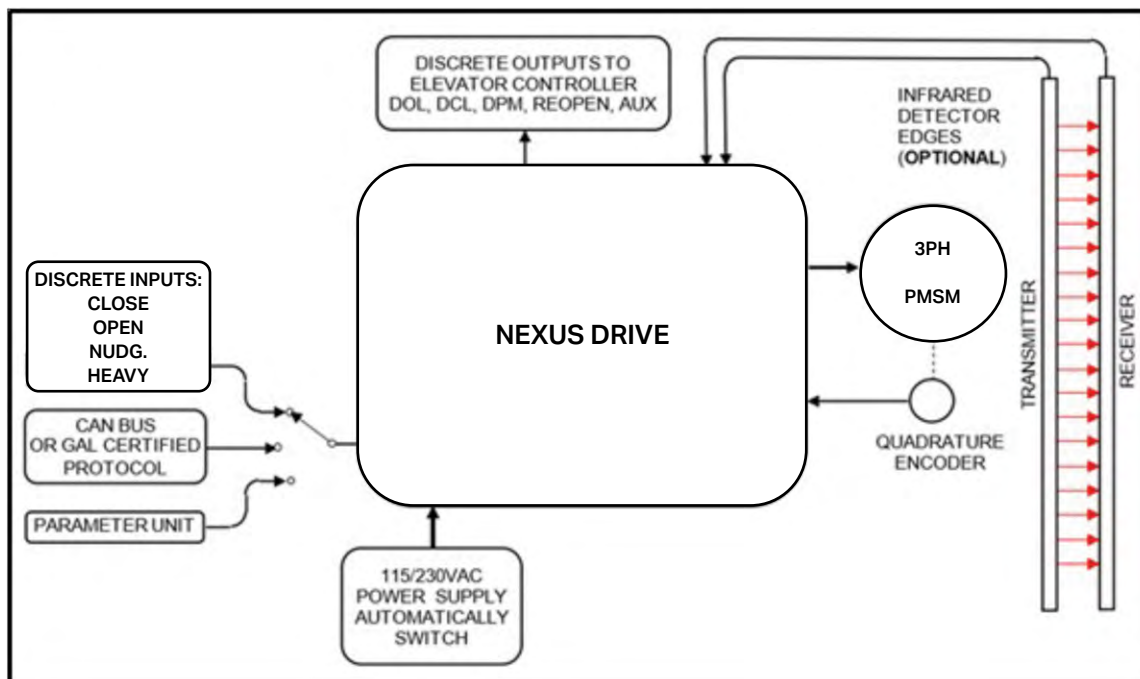 DISCRETE OUTPUTS TO
ELEVATOR CONTROLLER
DOL, DCL, DPM, REOPEN, AUX
INFRARED
DETECTOR
EDGES
(OPTIONAL)
DISCRETE INPUTS:
CLOSE
OPEN
NUDG.
HEAVY
CAN BUS
OR GAL CERTIFIED
PROTOCOL
PARAMETER UNIT
NEXUS DRIVE
115/230VAC
POWER SUPPLY
AUTOMATICALLY
SWITCH
3PH
PMSM
QUADRATURE
ENCODER
TRANSMITTER
RECEIVER